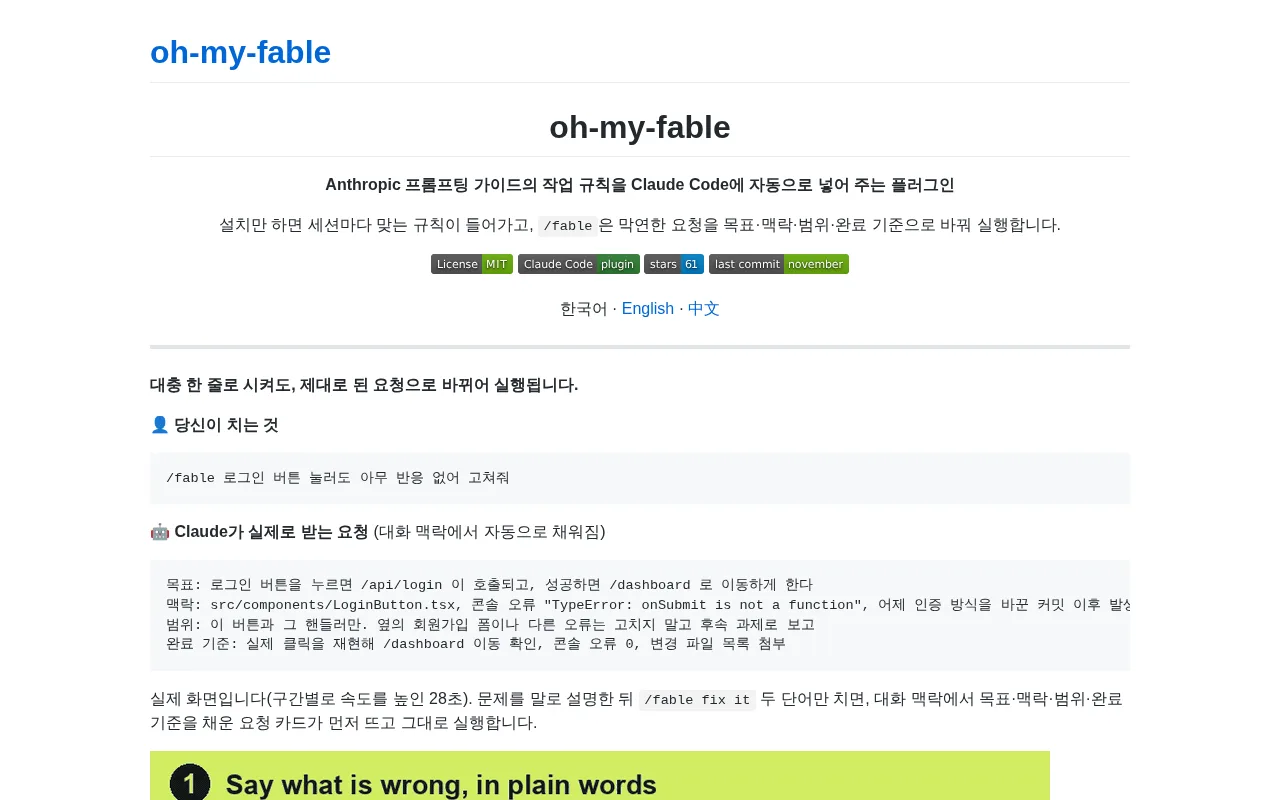 oh-my-fable
oh-my-fable
Anthropic 프롬프팅 가이드의 작업 규칙을 Claude Code에 자동으로 넣어 주는 플러그인
설치만 하면 세션마다 맞는 규칙이 들어가고, /fable은 막연한 요청을 목표·맥락·범위·완료 기준으로 바꿔 실행합니다.
License MIT Claude Code plugin stars 61 last commit november
한국어 · English · 中文
대충 한 줄로 시켜도, 제대로 된 요청으로 바뀌어 실행됩니다.
👤 당신이 치는 것
/fable 로그인 버튼 눌러도 아무 반응 없어 고쳐줘
🤖 Claude가 실제로 받는 요청 (대화 맥락에서 자동으로 채워짐)
목표: 로그인 버튼을 누르면 /api/login 이 호출되고, 성공하면 /dashboard 로 이동하게 한다
맥락: src/components/LoginButton.tsx, 콘솔 오류 "TypeError: onSubmit is not a function", 어제 인증 방식을 바꾼 커밋 이후 발생
범위: 이 버튼과 그 핸들러만. 옆의 회원가입 폼이나 다른 오류는 고치지 말고 후속 과제로 보고
완료 기준: 실제 클릭을 재현해 /dashboard 이동 확인, 콘솔 오류 0, 변경 파일 목록 첨부
실제 화면입니다(구간별로 속도를 높인 28초). 문제를 말로 설명한 뒤 /fable fix it 두 단어만 치면, 대화 맥락에서 목표·맥락·범위·완료
기준을 채운 요청 카드가 먼저 뜨고 그대로 실행합니다.
1 Say what is wrong, in plain words